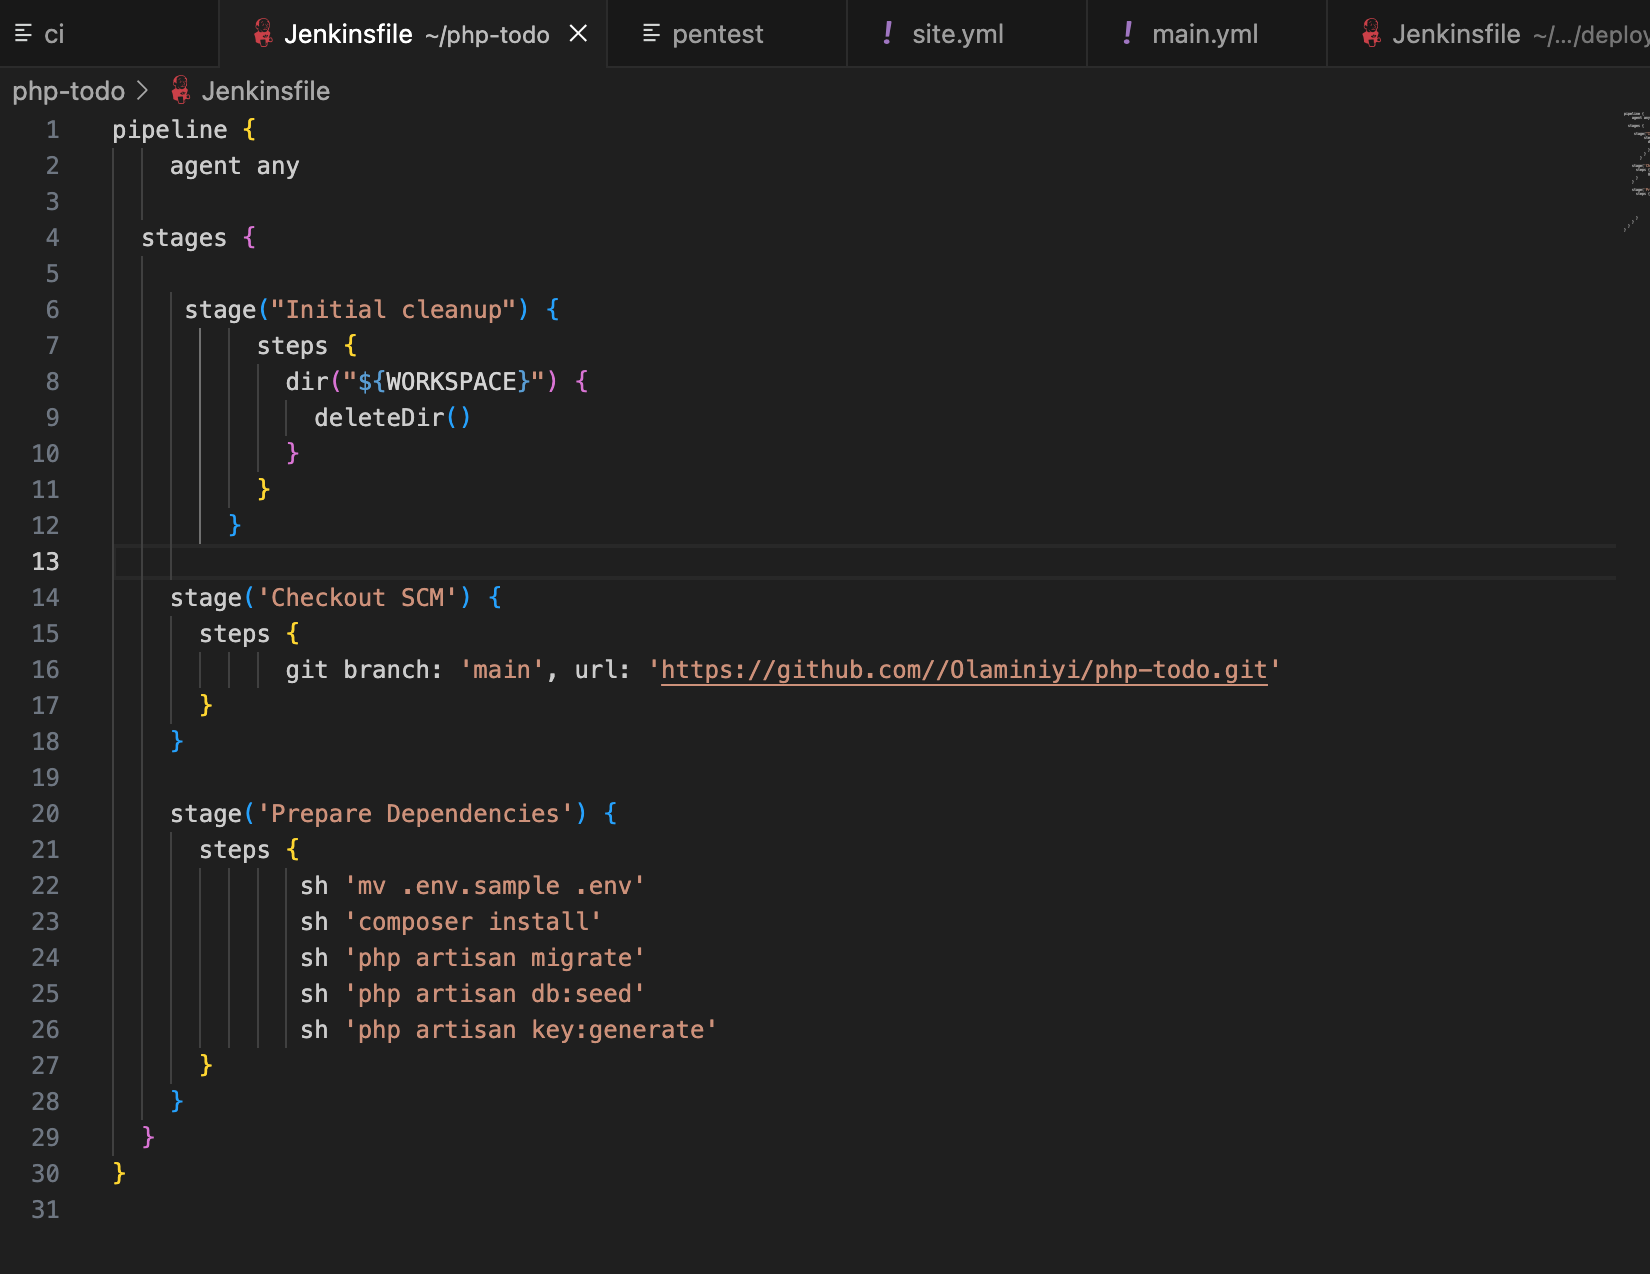 ci
Jenkinsfile ~/php-todo
pentest
! site.yml
! main.yml
Jenkinsfile ~/.../deploy
php-todo > Jenkinsfile
1 pipeline {
2     agent any
3
4   stages {
5
6      stage("Initial cleanup") {
7           steps {
8             dir("${WORKSPACE}") {
9               deleteDir()
10             }
11           }
12         }
13
14     stage('Checkout SCM') {
15       steps {
16             git branch: 'main', url: 'https://github.com//Olaminiyi/php-todo.git'
17       }
18     }
19
20     stage('Prepare Dependencies') {
21       steps {
22              sh 'mv .env.sample .env'
23              sh 'composer install'
24              sh 'php artisan migrate'
25              sh 'php artisan db:seed'
26              sh 'php artisan key:generate'
27       }
28     }
29   }
30 }
31